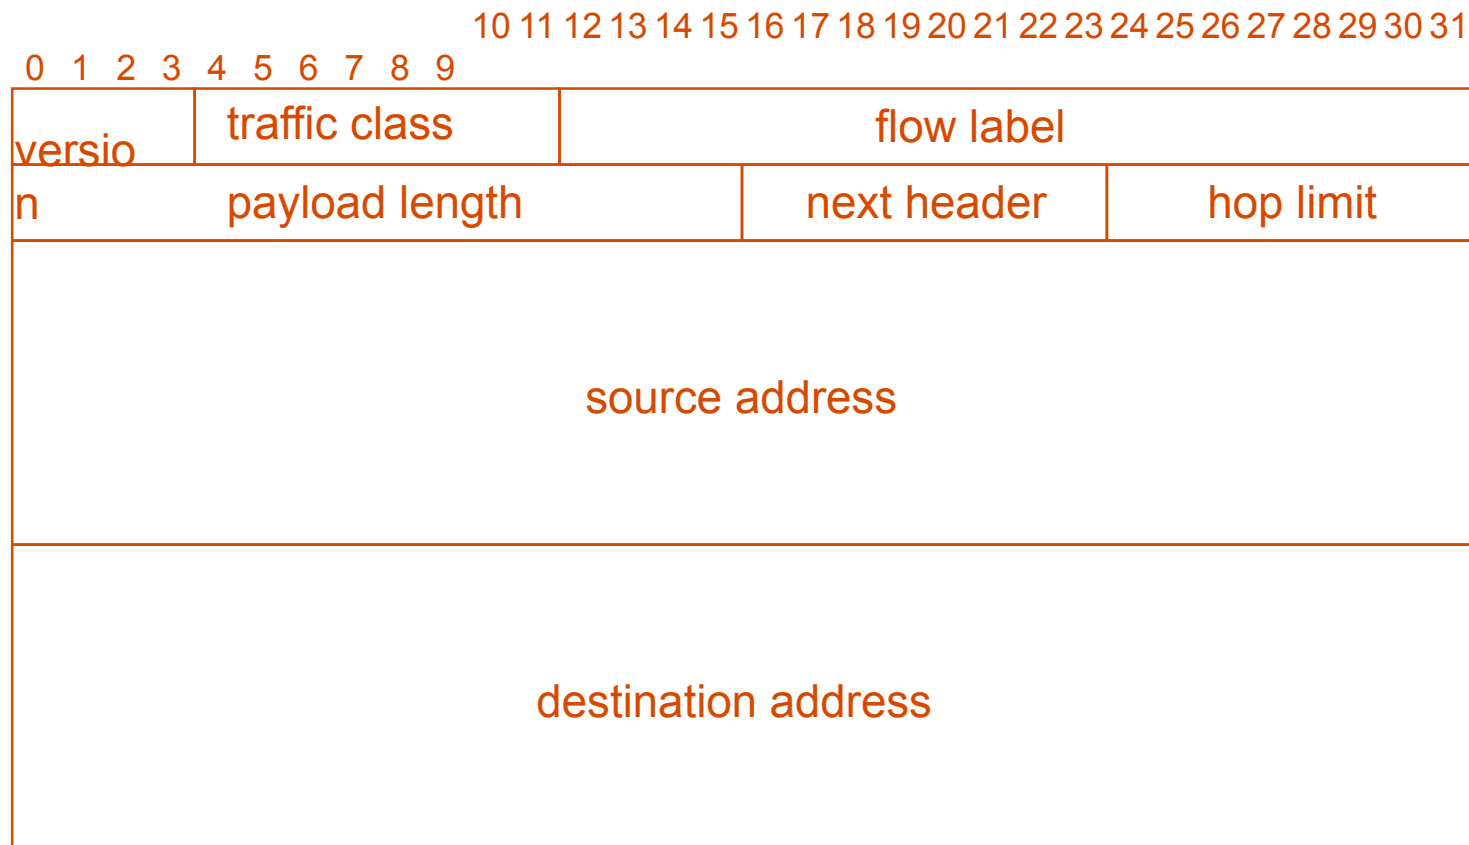 10 11 12 13 14 15 16 17 18 19 20 21 22 23 24 25 26 27 28 29 30 31
0 1 2 3 4 5 6 7 8 9
versio
n
traffic class
flow label
payload length
next header
hop limit
source address
destination address